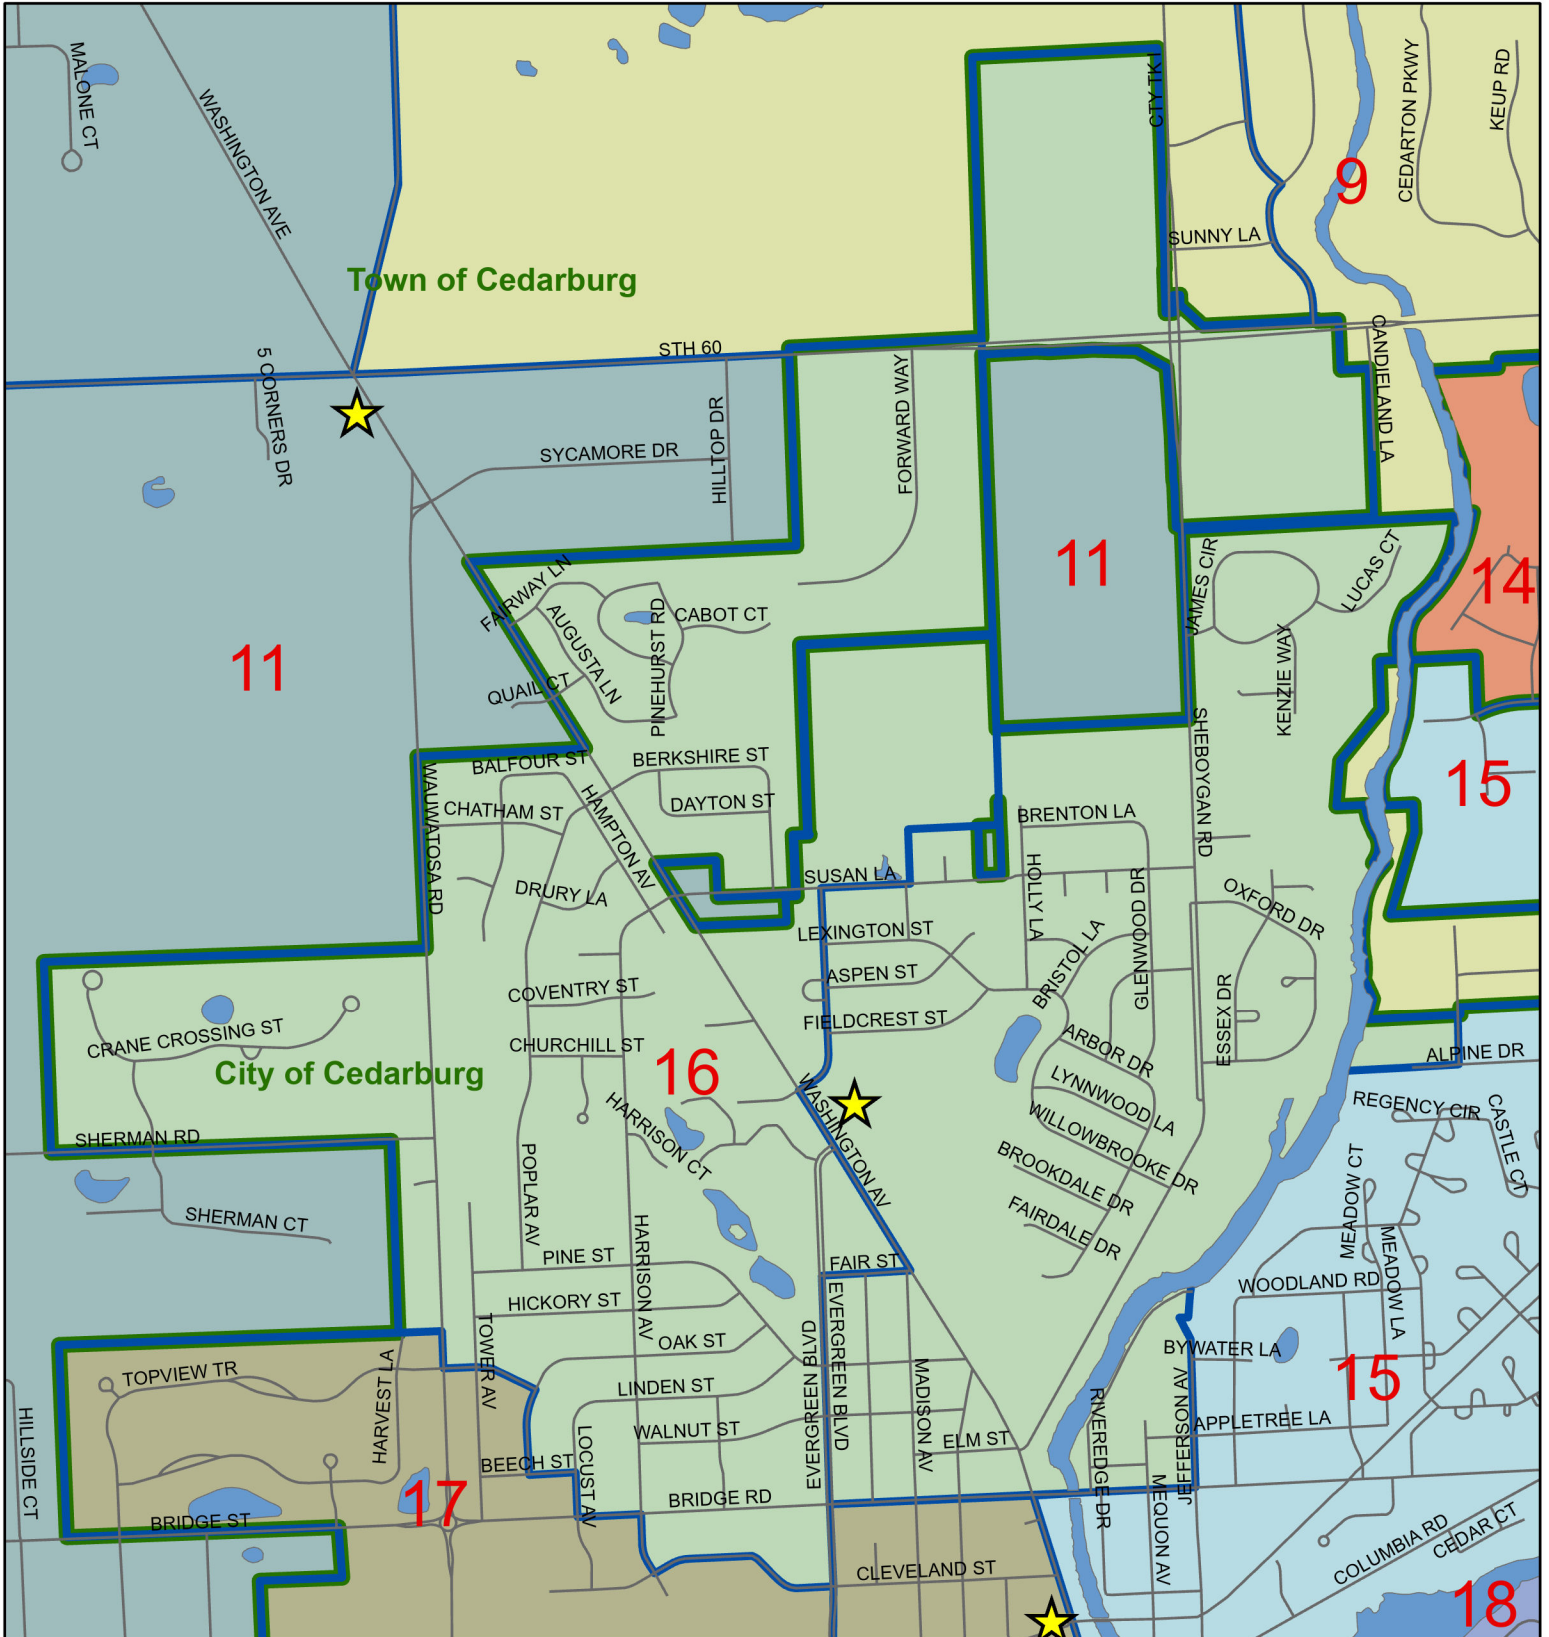 MALONE CT
WASHINGTON AVE
CTY TK I
CEDARTON PKWY
KEUP RD
9
SUNNY LA
Town of Cedarburg
STH 60
5 CORNERS DR
CANDIELAND LA
FORWARD WAY
HILLTOP DR
SYCAMORE DR
11
14
JAMES CIR
LUCAS CT
FAIRWAY LN
AUGUSTA LN
PINEHURST RD
CABOT CT
KENZIE WAY
11
QUAIL CT
SHEBOYGAN RD
BALFOUR ST
BERKSHIRE ST
15
WAUWATOSA RD
CHATHAM ST
HAMPTON AV
DAYTON ST
BRENTON LA
HOLLY LA
SUSAN LA
DRURY LA
GLENWOOD DR
OXFORD DR
LEXINGTON ST
BRISTOL LA
ASPEN ST
COVENTRY ST
ESSEX DR
FIELDCREST ST
CRANE CROSSING ST
CHURCHILL ST
ARBOR DR
ALPINE DR
City of Cedarburg
16
LYNNWOOD LA
WASHINGTON AV
HARRISON CT
WILLOWBROOKE DR
REGENCY CIR
CASTLE CT
SHERMAN RD
POPLAR AV
BROOKDALE DR
MEADOW CT
SHERMAN CT
HARRISON AV
FAIRDALE DR
MEADOW LA
PINE ST
FAIR ST
WOODLAND RD
HICKORY ST
EVERGREEN BLVD
EVERGREEN BLVD
TOWER AV
OAK ST
BYWATER LA
TOPVIEW TR
HARVEST LA
LINDEN ST
MADISON AV
15
JEFFERSON AV
RIVEREDGE DR
HILLSIDE CT
LOCUST AV
WALNUT ST
ELM ST
APPLETREE LA
BEECH ST
17
BRIDGE RD
MEQUON AV
BRIDGE ST
COLUMBIA RD
CEDAR CT
CLEVELAND ST
18